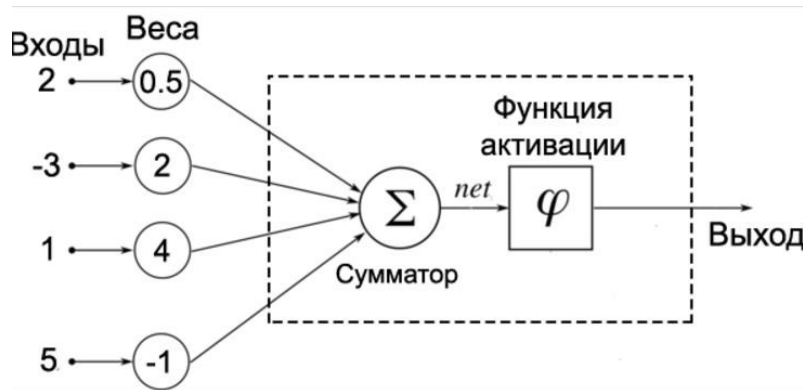 Входы
Веса
2
0.5
-3
2
1
4
5
-1
Σ
Сумматор
net
Функция
активации
φ
Выход